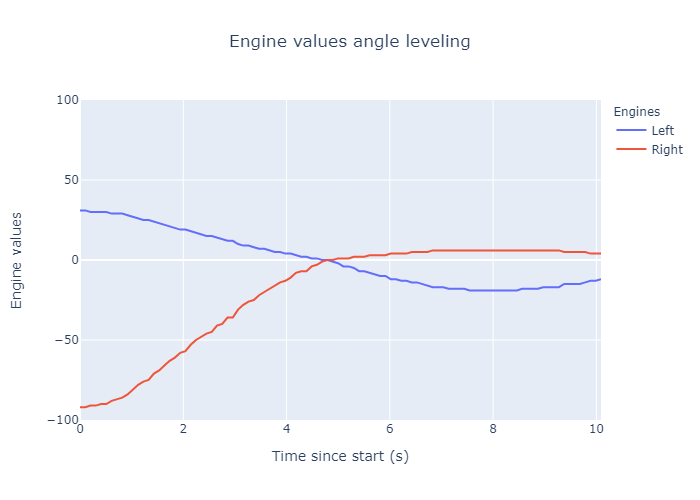 Engine values angle leveling
Engines
Left
Right
Engine values
100
50
0
−50
−100
0
2
4
6
8
10
Time since start (s)